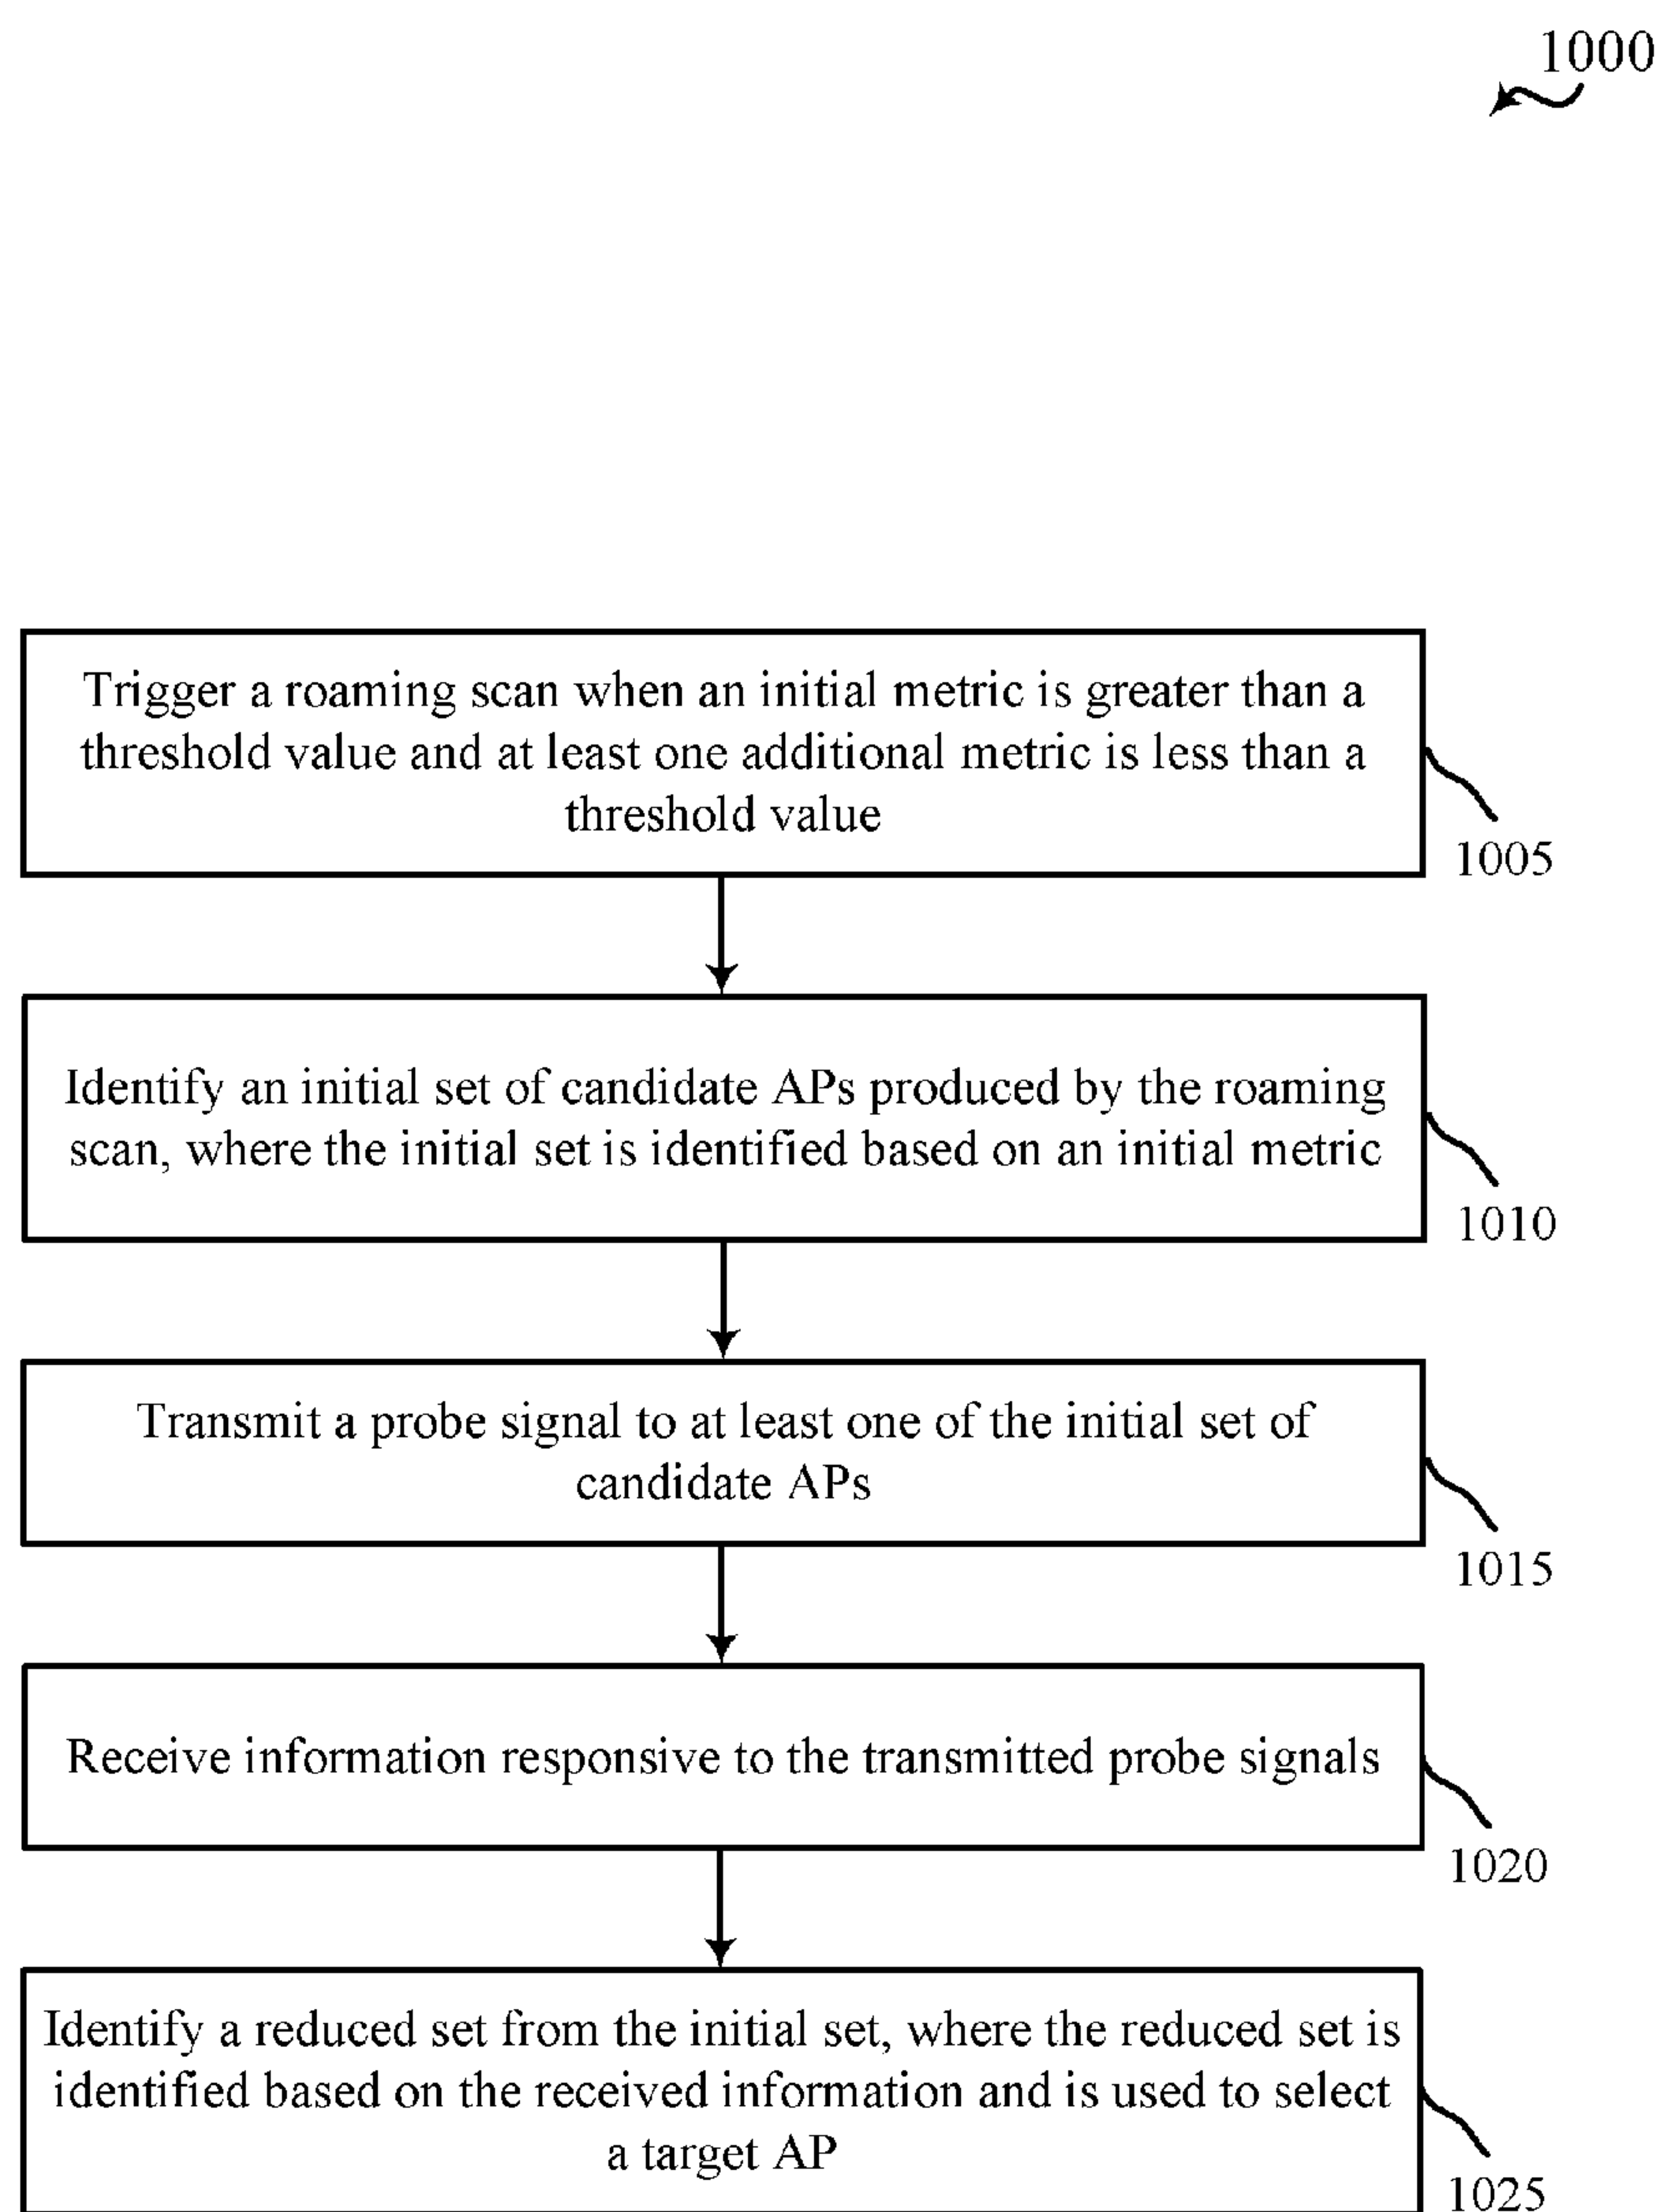 1000
Trigger a roaming scan when an initial metric is greater than a
threshold value and at least one additional metric is less than a
threshold value
1005
Identify an initial set of candidate APs produced by the roaming
scan, where the initial set is identified based on an initial metric
1010
Transmit a probe signal to at least one of the initial set of
candidate APs
1015
Receive information responsive to the transmitted probe signals
1020
Identify a reduced set from the initial set, where the reduced set is
identified based on the received information and is used to select
a target AP
1025